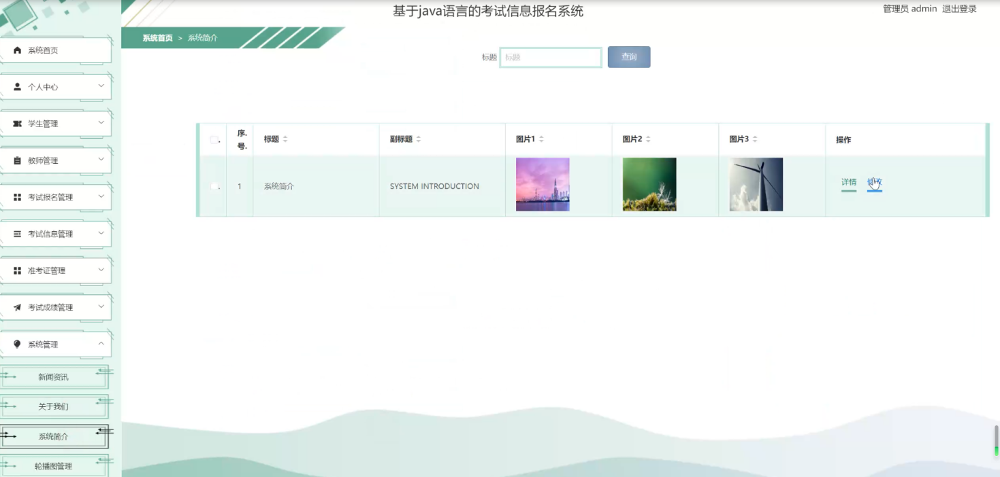 基于java语言的考试信息报名系统
管理员 admin 退出登录
系统首页 > 系统简介
系统首页
个人中心
学生管理
教师管理
考试报名管理
考试信息管理
准考证管理
考试成绩管理
系统管理
新闻资讯
关于我们
系统简介
轮播图管理
标题 标题 查询
序号 标题 副标题 图片1 图片2 图片3 操作
1 系统简介 SYSTEM INTRODUCTION 详情